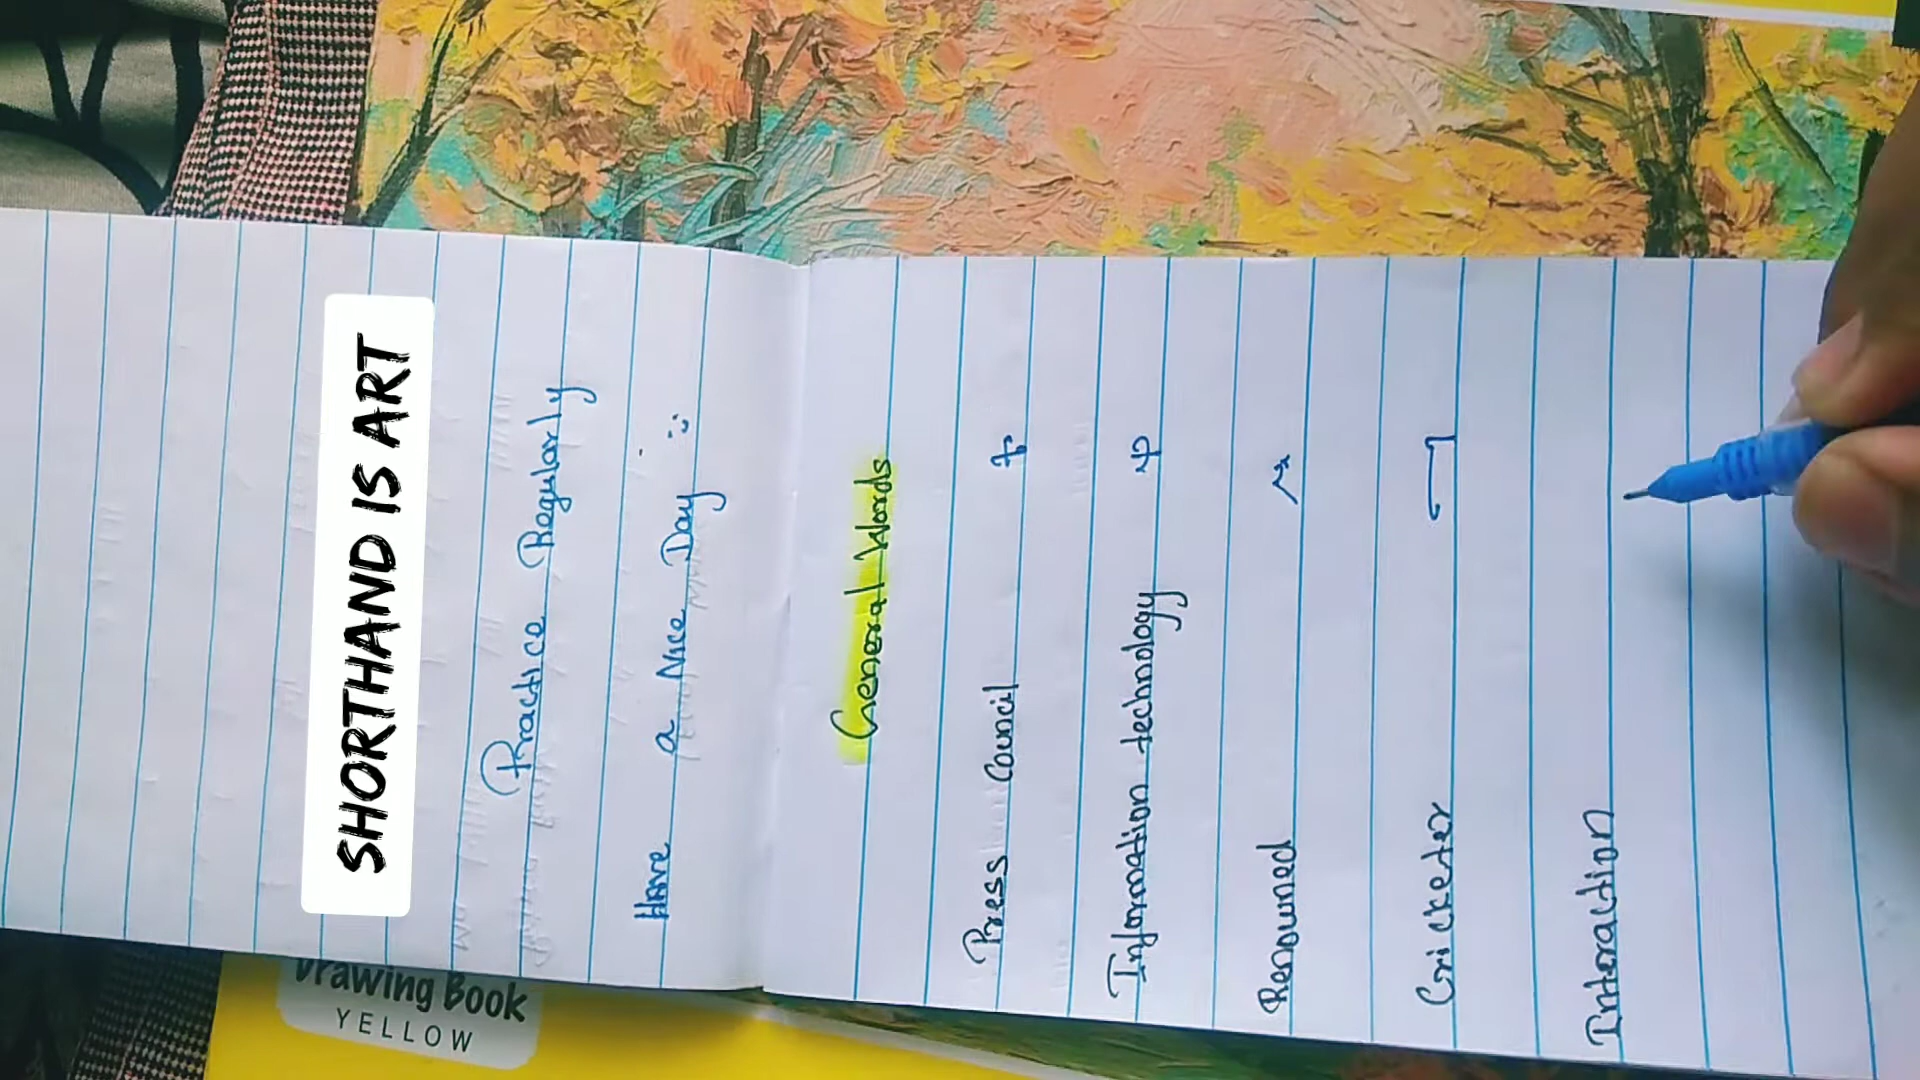 SHORTHAND IS ART
Practice Regularly
Have a Nice Day
General Words
Press Council
Information technology
Renowned
Cricketer
Interaction
Drawing Book
YELLOW